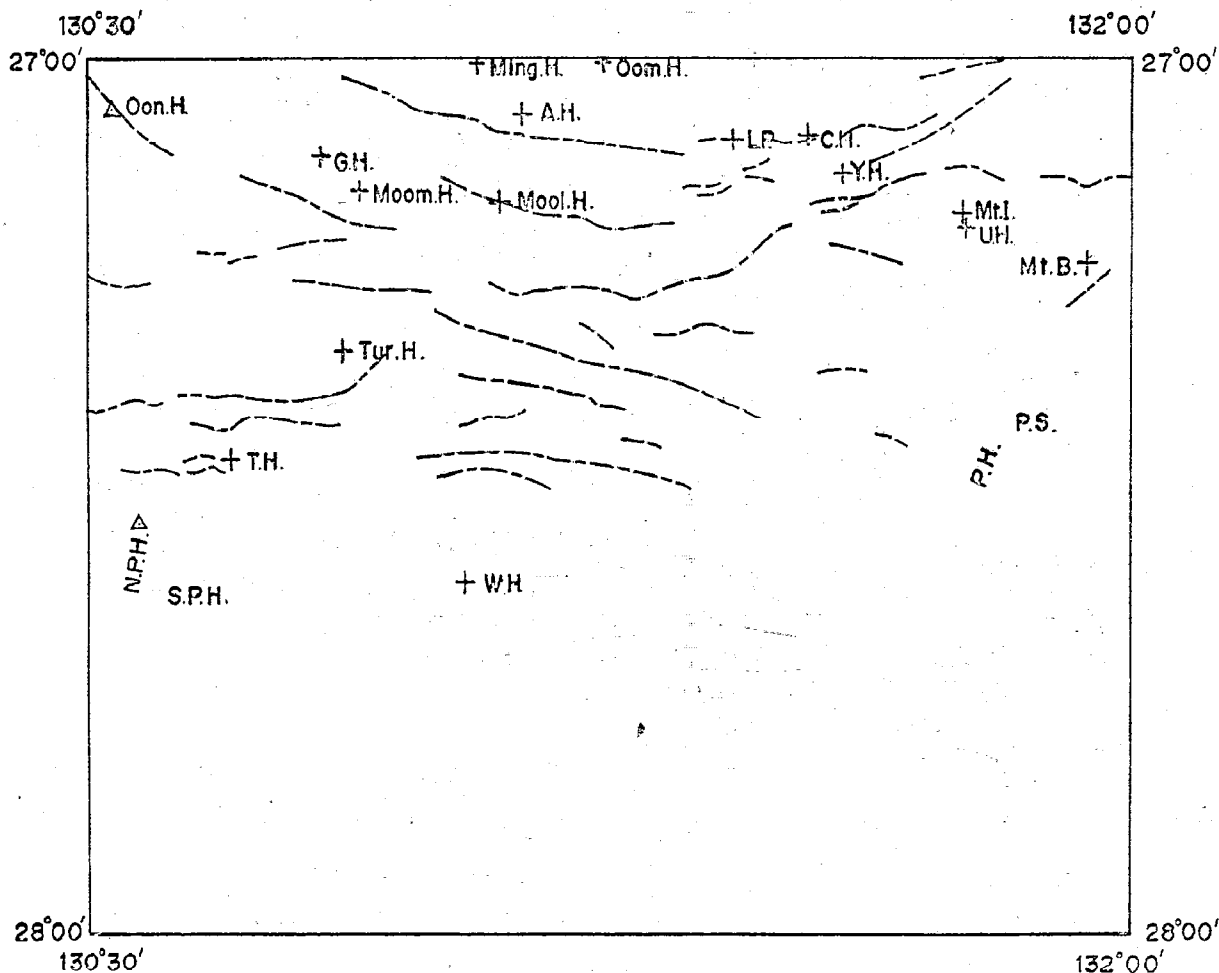 130°30′ 132°00′
27°00′ 27°00′
Ming.H. Oom.H.
Oon.H. A.H.
L.P. C.H.
G.H. Y.H.
Moom.H. Mool.H.
Mt.I.
U.H.
Mt.B.
Tur.H.
P.S.
T.H. P.H.
N.P.H.
S.P.H. W.H
28°00′ 28°00′
130°30′ 132°00′